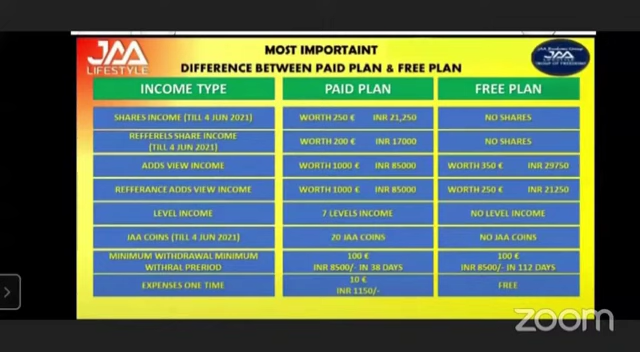 JAA
LIFESTYLE
MOST IMPORTAINT
DIFFERENCE BETWEEN PAID PLAN & FREE PLAN
JAA
INCOME TYPE PAID PLAN FREE PLAN
SHARES INCOME (TILL 4 JUN 2021) WORTH 250 € INR 21,250 NO SHARES
REFFERELS SHARE INCOME
(TILL 4 JUN 2021) WORTH 200 € INR 17000 NO SHARES
ADDS VIEW INCOME WORTH 1000 € INR 85000 WORTH 350 € INR 29750
REFFERANCE ADDS VIEW INCOME WORTH 1000 € INR 85000 WORTH 250 € INR 21250
LEVEL INCOME 7 LEVELS INCOME NO LEVEL INCOME
JAA COINS (TILL 4 JUN 2021) 20 JAA COINS NO JAA COINS
MINIMUM WITHDRAWAL MINIMUM
WITHRAL PRERIOD
100 €
INR 8500/- IN 38 DAYS
100 €
INR 8500/- IN 112 DAYS
EXPENSES ONE TIME
10 €
INR 1150/-
FREE
zoom